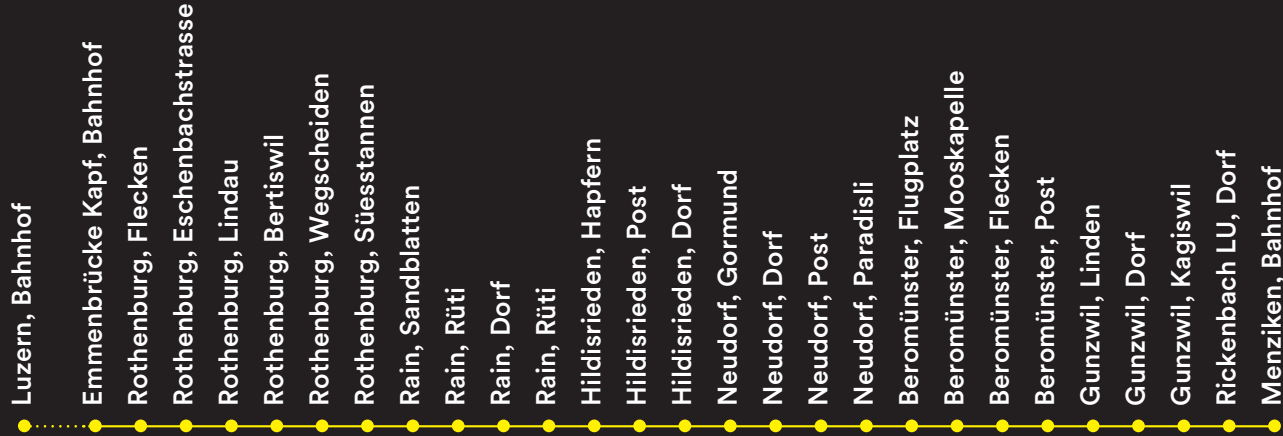 Luzern, Bahnhof
Emmenbrücke Kapf, Bahnhof
Rothenburg, Flecken
Rothenburg, Eschenbachstrasse
Rothenburg, Lindau
Rothenburg, Bertiswil
Rothenburg, Wegscheiden
Rothenburg, Süesstannen
Rain, Sandblatten
Rain, Rüti
Rain, Dorf
Rain, Rüti
Hildisrieden, Hapfern
Hildisrieden, Post
Hildisrieden, Dorf
Neudorf, Gormund
Neudorf, Dorf
Neudorf, Post
Neudorf, Paradisli
Beromünster, Flugplatz
Beromünster, Mooskapelle
Beromünster, Flecken
Beromünster, Post
Gunzwil, Linden
Gunzwil, Dorf
Gunzwil, Kagiswil
Rickenbach LU, Dorf
Menziken, Bahnhof